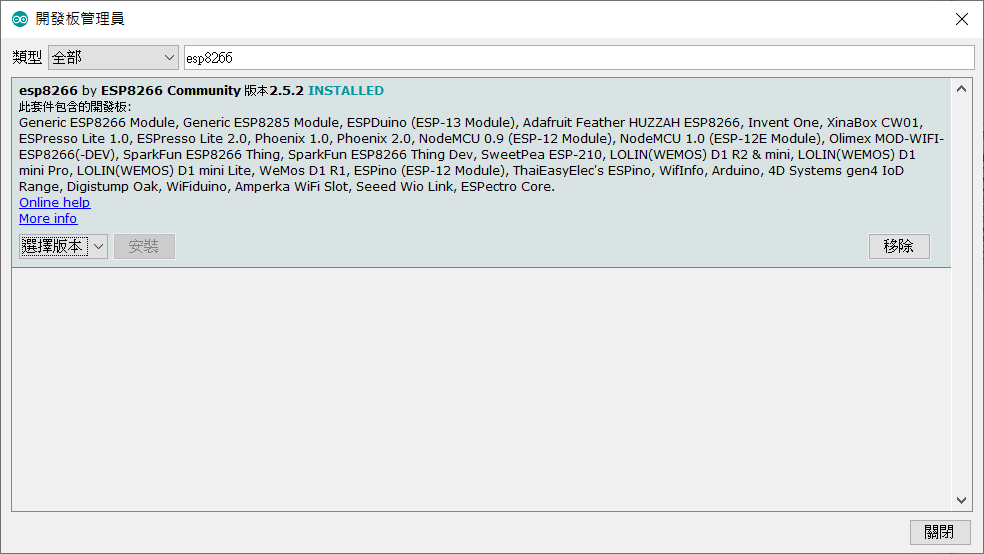 開發板管理員
類型 全部 esp8266
esp8266 by ESP8266 Community 版本2.5.2 INSTALLED
此套件包含的開發板:
Generic ESP8266 Module, Generic ESP8285 Module, ESPDuino (ESP-13 Module), Adafruit Feather HUZZAH ESP8266, Invent One, XinaBox CW01,
ESPresso Lite 1.0, ESPresso Lite 2.0, Phoenix 1.0, Phoenix 2.0, NodeMCU 0.9 (ESP-12 Module), NodeMCU 1.0 (ESP-12E Module), Olimex MOD-WIFI-
ESP8266(-DEV), SparkFun ESP8266 Thing, SparkFun ESP8266 Thing Dev, SweetPea ESP-210, LOLIN(WEMOS) D1 R2 & mini, LOLIN(WEMOS) D1
mini Pro, LOLIN(WEMOS) D1 mini Lite, WeMos D1 R1, ESPino (ESP-12 Module), ThaiEasyElec's ESPino, WifInfo, Arduino, 4D Systems gen4 IoD
Range, Digistump Oak, WiFiduino, Amperka WiFi Slot, Seeed Wio Link, ESPectro Core.
Online help
More info
選擇版本 安裝 移除
關閉